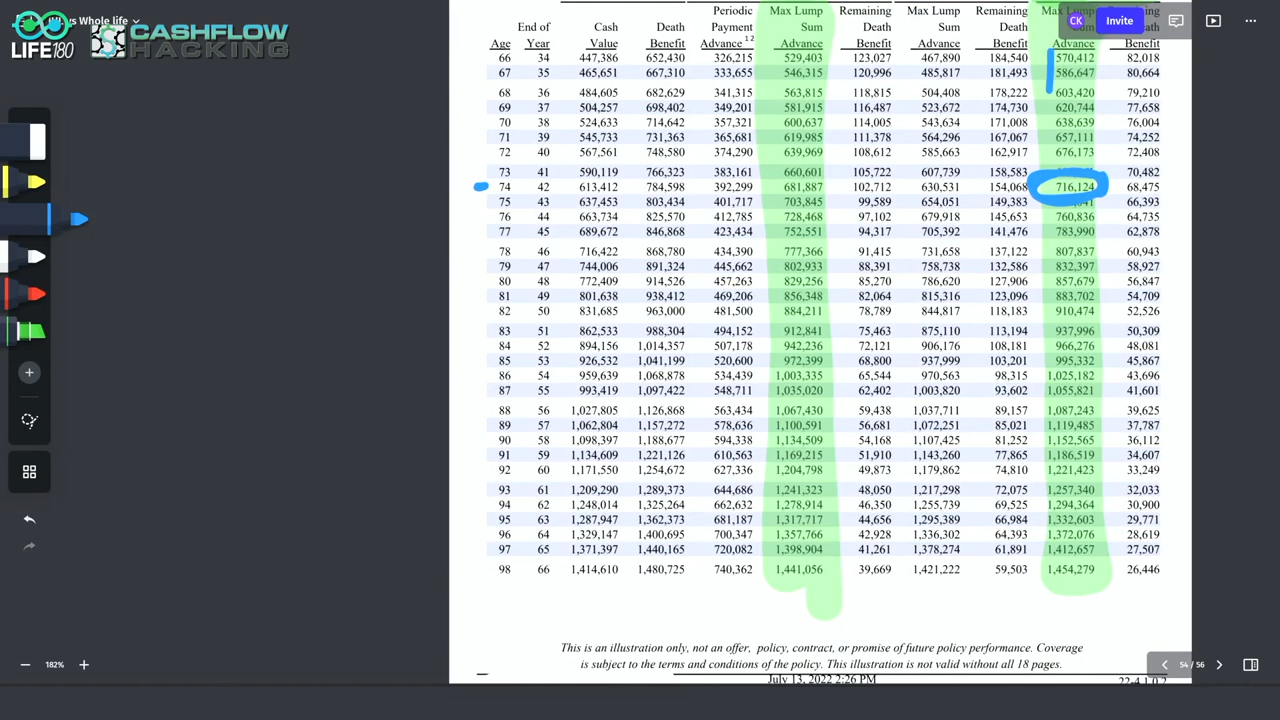 Whole life
LIFE180
CASHFLOW
HACKING
CK
Invite
Periodic Max Lump Remaining Max Lump Remaining Max L
End of Cash Death Payment Sum Death Sum Death
Age Year Value Benefit Advance12 Advance Benefit Advance Benefit Advance Benefit
66 34 447,386 652,430 326,215 529,403 123,027 467,890 184,540 570,412 82,018
67 35 465,651 667,310 333,655 546,315 120,996 485,817 181,493 586,647 80,664
68 36 484,605 682,629 341,315 563,815 118,815 504,408 178,222 603,420 79,210
69 37 504,257 698,402 349,201 581,915 116,487 523,672 174,730 620,744 77,658
70 38 524,633 714,642 357,321 600,637 114,005 543,634 171,008 638,639 76,004
71 39 545,733 731,363 365,681 619,985 111,378 564,296 167,067 657,111 74,252
72 40 567,561 748,580 374,290 639,969 108,612 585,663 162,917 676,173 72,408
73 41 590,119 766,323 383,161 660,601 105,722 607,739 158,583 70,482
74 42 613,412 784,598 392,299 681,887 102,712 630,531 154,068 716,124 68,475
75 43 637,453 803,434 401,717 703,845 99,589 654,051 149,383 66,393
76 44 663,734 825,570 412,785 728,468 97,102 679,918 145,653 760,836 64,735
77 45 689,672 846,868 423,434 752,551 94,317 705,392 141,476 783,990 62,878
78 46 716,422 868,780 434,390 777,366 91,415 731,658 137,122 807,837 60,943
79 47 744,006 891,324 445,662 802,933 88,391 758,738 132,586 832,397 58,927
80 48 772,409 914,526 457,263 829,256 85,270 786,620 127,906 857,679 56,847
81 49 801,638 938,412 469,206 856,348 82,064 815,316 123,096 883,702 54,709
82 50 831,685 963,000 481,500 884,211 78,789 844,817 118,183 910,474 52,526
83 51 862,533 988,304 494,152 912,841 75,463 875,110 113,194 937,996 50,309
84 52 894,156 1,014,357 507,178 942,236 72,121 906,176 108,181 966,276 48,081
85 53 926,532 1,041,199 520,600 972,399 68,800 937,999 103,201 995,332 45,867
86 54 959,639 1,068,878 534,439 1,003,335 65,544 970,563 98,315 1,025,182 43,696
87 55 993,419 1,097,422 548,711 1,035,020 62,402 1,003,820 93,602 1,055,821 41,601
88 56 1,027,805 1,126,868 563,434 1,067,430 59,438 1,037,711 89,157 1,087,243 39,625
89 57 1,062,804 1,157,272 578,636 1,100,591 56,681 1,072,251 85,021 1,119,485 37,787
90 58 1,098,397 1,188,677 594,338 1,134,509 54,168 1,107,425 81,252 1,152,565 36,112
91 59 1,134,609 1,221,126 610,563 1,169,215 51,910 1,143,260 77,865 1,186,519 34,607
92 60 1,171,550 1,254,672 627,336 1,204,798 49,873 1,179,862 74,810 1,221,423 33,249
93 61 1,209,290 1,289,373 644,686 1,241,323 48,050 1,217,298 72,075 1,257,340 32,033
94 62 1,248,014 1,325,264 662,632 1,278,914 46,350 1,255,739 69,525 1,294,364 30,900
95 63 1,287,947 1,362,373 681,187 1,317,717 44,656 1,295,389 66,984 1,332,603 29,771
96 64 1,329,147 1,400,695 700,347 1,357,766 42,928 1,336,302 64,393 1,372,076 28,619
97 65 1,371,397 1,440,165 720,082 1,398,904 41,261 1,378,274 61,891 1,412,657 27,507
98 66 1,414,610 1,480,725 740,362 1,441,056 39,669 1,421,222 59,503 1,454,279 26,446
This is an illustration only, not an offer, policy, contract, or promise of future policy performance. Coverage
is subject to the terms and conditions of the policy. This illustration is not valid without all 18 pages.
July 13, 2022 2:26 PM
182%
54 / 56